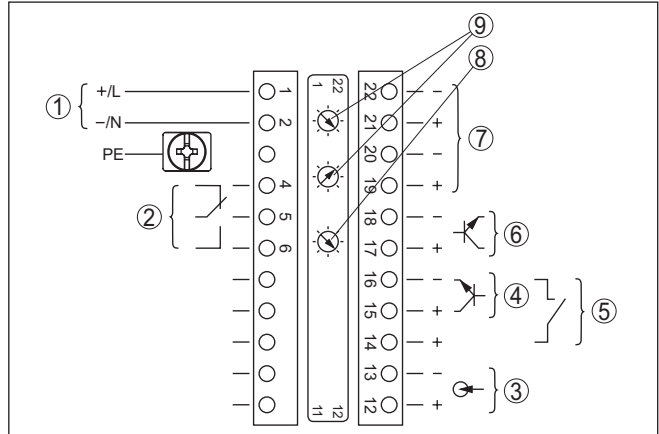 ⑨
⑧
① +/L 1 1 22 22 − ⑦
−/N 2 21 +
PE 20 −
② 4 19 +
5 18 − ⑥
6 17 +
16 − ④ ⑤
15 +
14 +
13 − ③
11 12 12 +